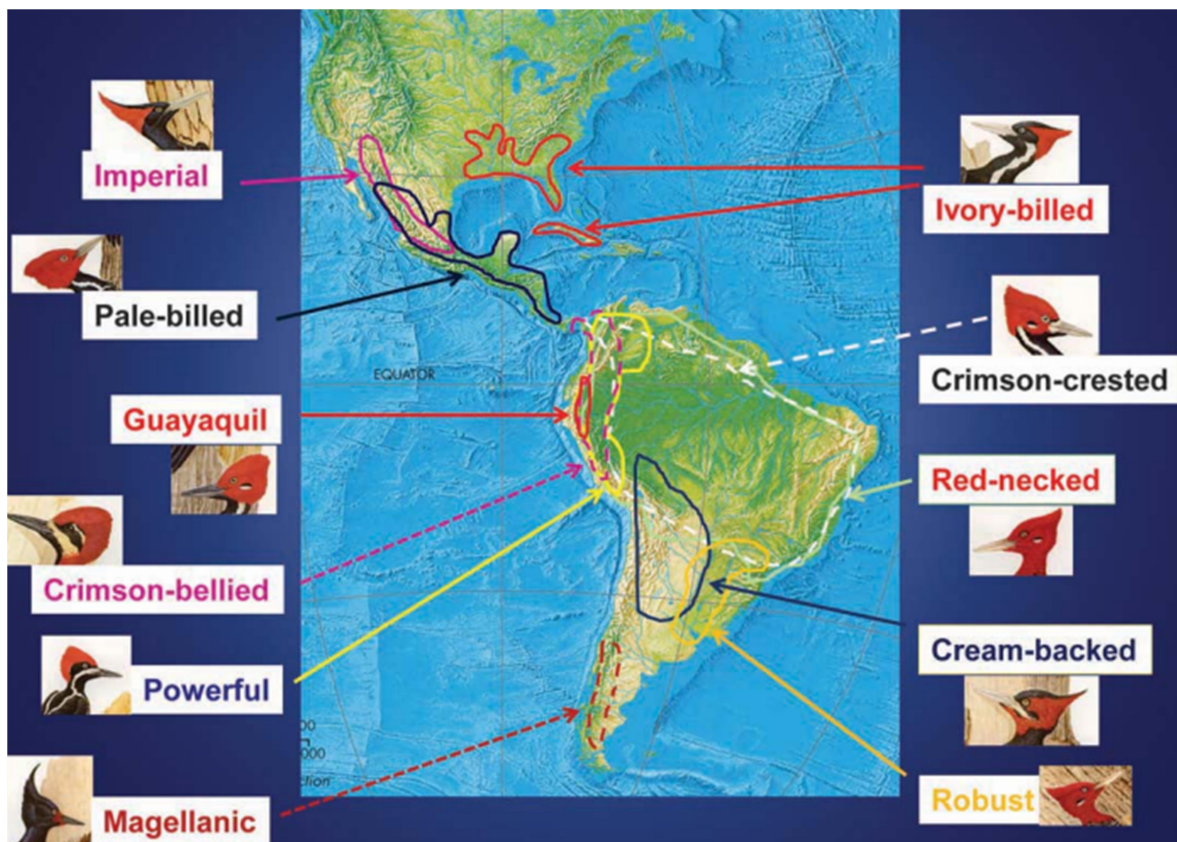 Imperial
Ivory-billed
Pale-billed
EQUATOR
Crimson-crested
Guayaquil
Red-necked
Crimson-bellied
Cream-backed
Powerful
Robust
Magellanic